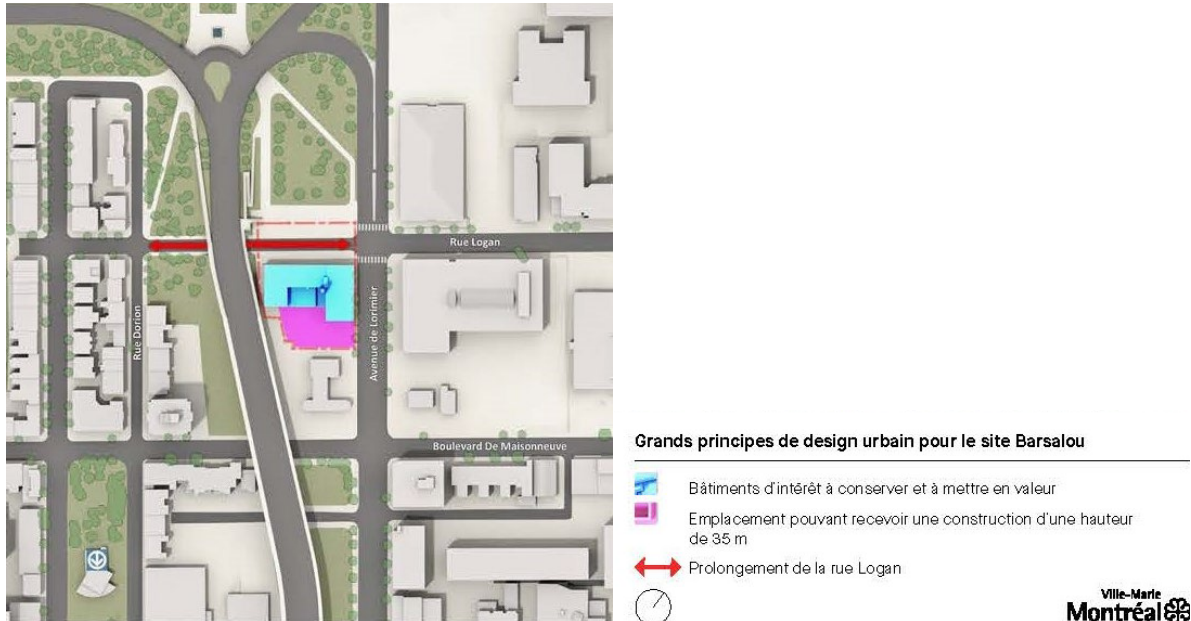 Rue Logan
Rue Dorion
Avenue de Lorimier
Boulevard De Maisonneuve
Grands principes de design urbain pour le site Barsalou
Bâtiments d'intérêt à conserver et à mettre en valeur
Emplacement pouvant recevoir une construction d'une hauteur
de 35 m
Prolongement de la rue Logan
Ville-Marie
Montréal